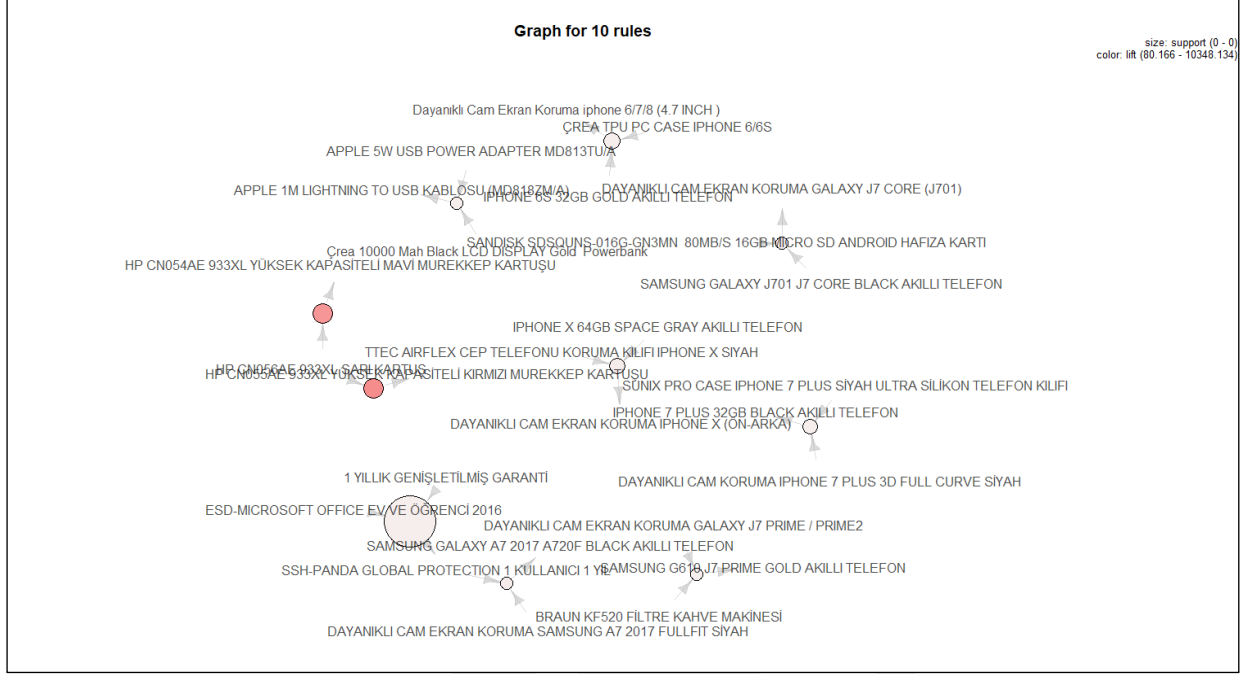 Graph for 10 rules
size: support (0 - 0)
color: lift (80.166 - 10348.134)
Dayanıklı Cam Ekran Koruma iphone 6/7/8 (4.7 INCH )
ÇREA TPU PC CASE IPHONE 6/6S
APPLE 5W USB POWER ADAPTER MD813TU/A
APPLE 1M LIGHTNING TO USB KABLOSU (MD818ZM/A)
DAYANIKLI CAM EKRAN KORUMA GALAXY J7 CORE (J701)
IPHONE 6S 32GB GOLD AKILLI TELEFON
SANDISK SDSQUNS-016G-GN3MN 80MB/S 16GB MICRO SD ANDROID HAFIZA KARTI
Çrea 10000 Mah Black LCD DISPLAY Gold Powerbank
HP CN054AE 933XL YÜKSEK KAPASİTELİ MAVİ MUREKKEP KARTUŞU
SAMSUNG GALAXY J701 J7 CORE BLACK AKILLI TELEFON
IPHONE X 64GB SPACE GRAY AKILLI TELEFON
TTEC AIRFLEX CEP TELEFONU KORUMA KILIFI IPHONE X SIYAH
HP CN056AE 933XL SARI KARTUŞ
HP CN055AE 933XL YÜKSEK KAPASİTELİ KIRMIZI MUREKKEP KARTUŞU
SUNIX PRO CASE IPHONE 7 PLUS SİYAH ULTRA SİLİKON TELEFON KILIFI
IPHONE 7 PLUS 32GB BLACK AKILLI TELEFON
DAYANIKLI CAM EKRAN KORUMA IPHONE X (ÖN-ARKA)
1 YILLIK GENİŞLETİLMİŞ GARANTİ
DAYANIKLI CAM KORUMA IPHONE 7 PLUS 3D FULL CURVE SİYAH
ESD-MICROSOFT OFFICE EV VE ÖĞRENCİ 2016
DAYANIKLI CAM EKRAN KORUMA GALAXY J7 PRIME / PRIME2
SAMSUNG GALAXY A7 2017 A720F BLACK AKILLI TELEFON
SSH-PANDA GLOBAL PROTECTION 1 KULLANICI 1 YIL
SAMSUNG G610 J7 PRIME GOLD AKILLI TELEFON
BRAUN KF520 FİLTRE KAHVE MAKİNESİ
DAYANIKLI CAM EKRAN KORUMA SAMSUNG A7 2017 FULLFIT SİYAH